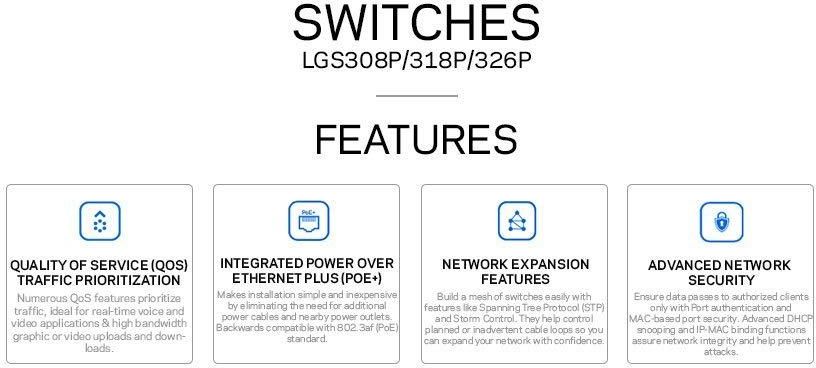 SWITCHES
LGS308P/318P/326P
FEATURES
QUALITY OF SERVICE (QOS)
TRAFFIC PRIORITIZATION
Numerous QoS features prioritize
traffic, ideal for real-time voice and
video applications & high bandwidth
graphic or video uploads and down-
loads.
PoE+
INTEGRATED POWER OVER
ETHERNET PLUS (POE+)
Makes installation simple and inexpensive
by eliminating the need for additional
power cables and nearby power outlets.
Backwards compatible with 802.3af (PoE)
standard.
NETWORK EXPANSION
FEATURES
Build a mesh of switches easily with
features like Spanning Tree Protocol (STP)
and Storm Control. They help control
planned or inadvertent cable loops so you
can expand your network with confidence.
ADVANCED NETWORK
SECURITY
Ensure data passes to authorized clients
only with Port authentication and
MAC-based port security. Advanced DHCP
snooping and IP-MAC binding functions
assure network integrity and help prevent
attacks.